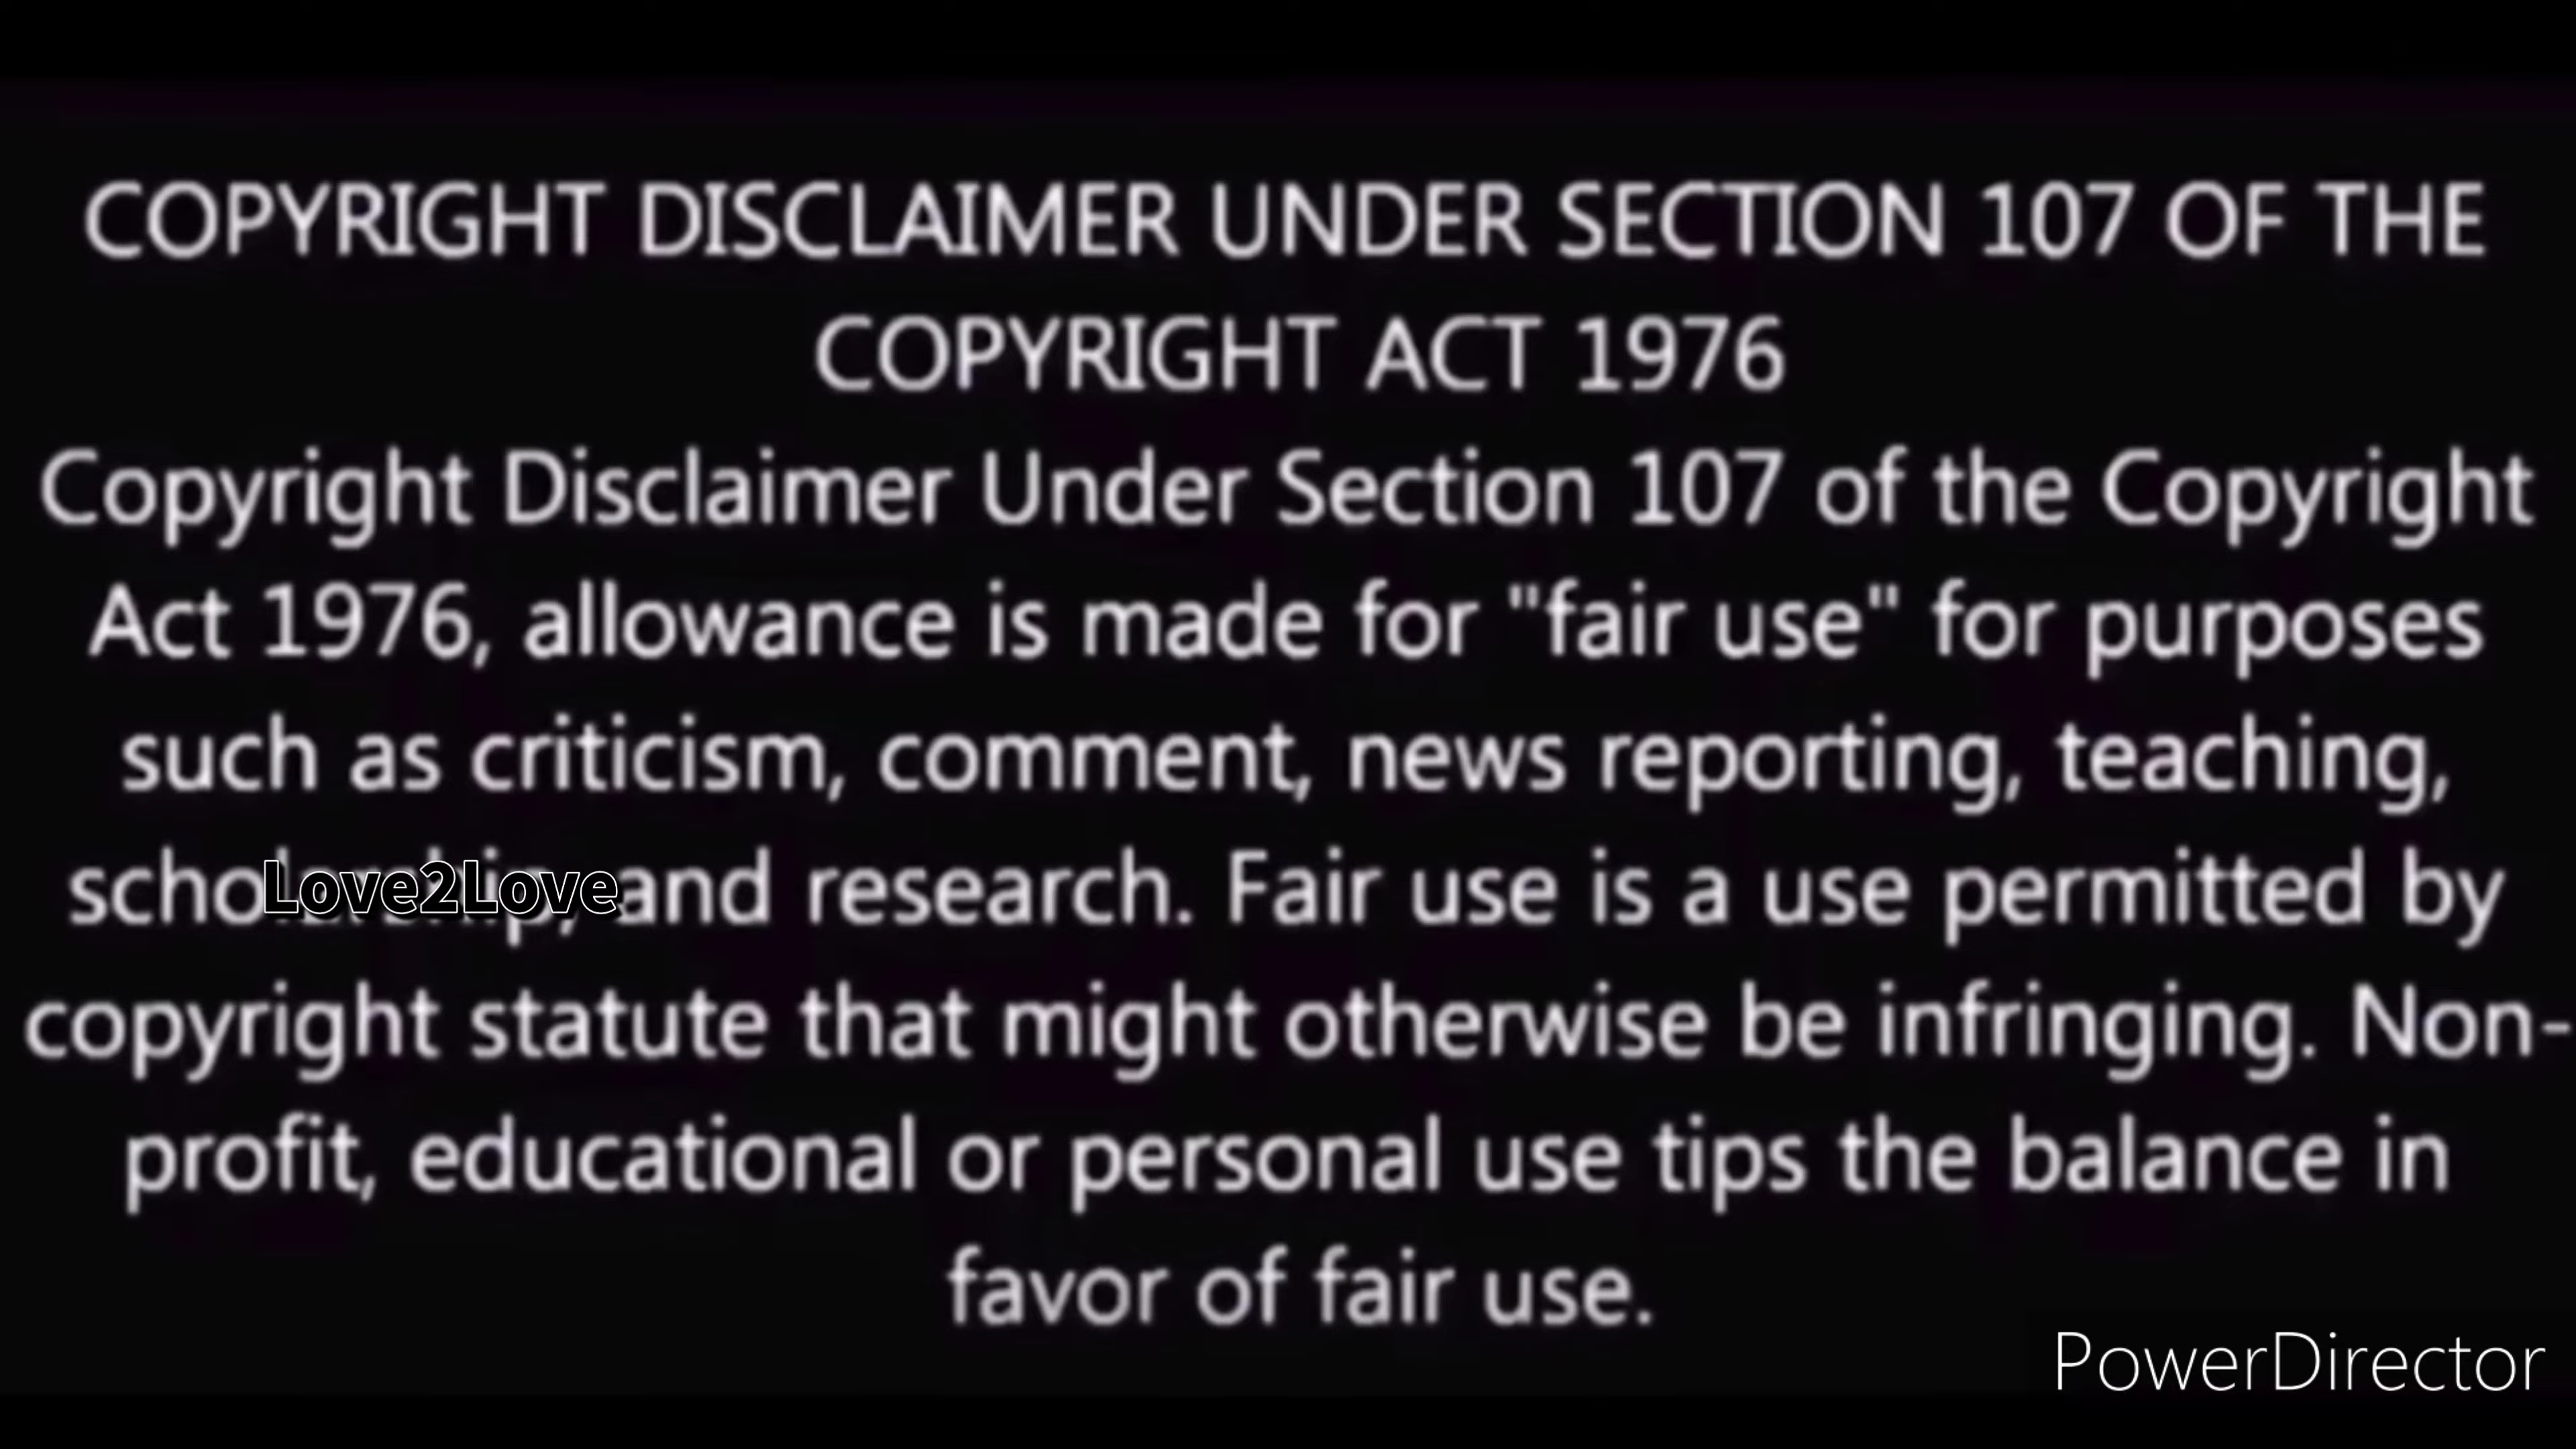 COPYRIGHT DISCLAIMER UNDER SECTION 107 OF THE
COPYRIGHT ACT 1976
Copyright Disclaimer Under Section 107 of the Copyright
Act 1976, allowance is made for "fair use" for purposes
such as criticism, comment, news reporting, teaching,
Love2Love and research. Fair use is a use permitted by
copyright statute that might otherwise be infringing. Non-
profit, educational or personal use tips the balance in
favor of fair use.
PowerDirector